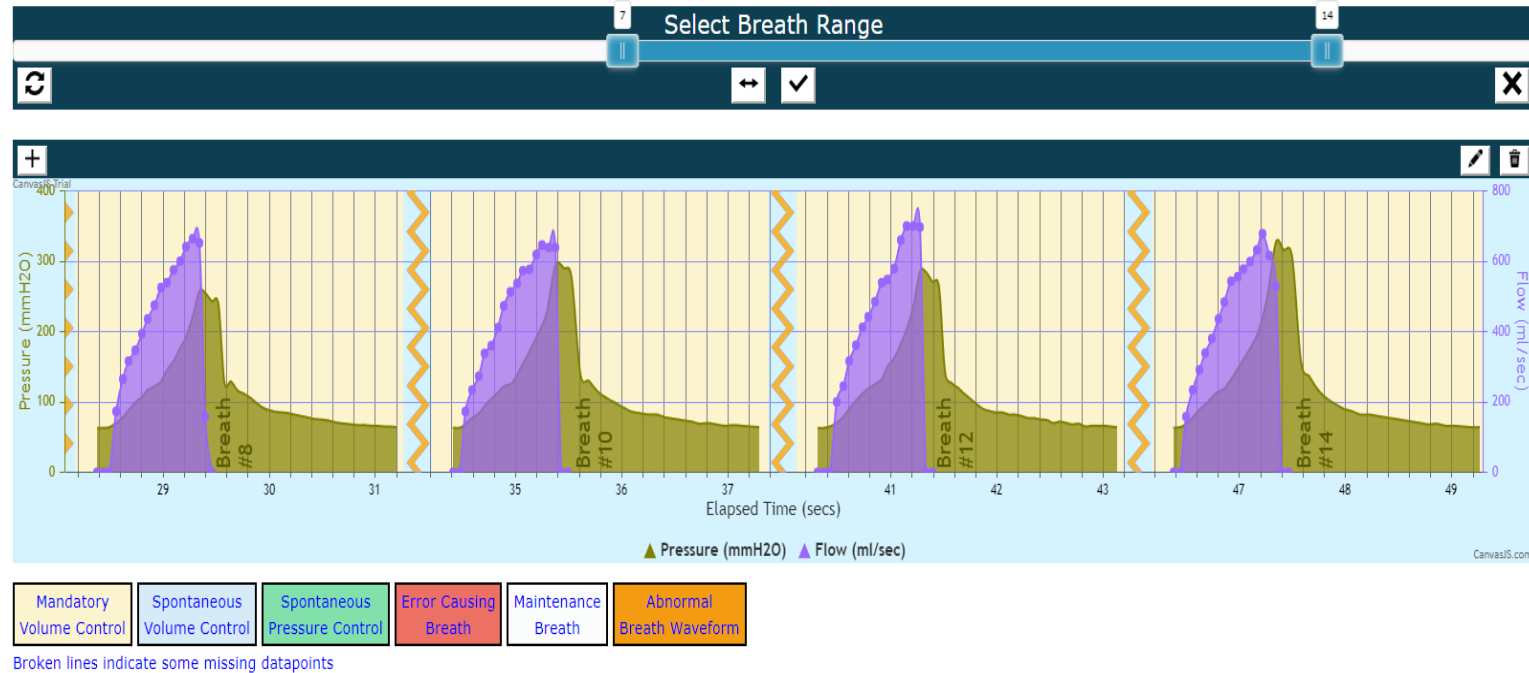 7
14
Select Breath Range
CanvasJS Trial
400
300
200
100
0
Pressure (mmH2O)
800
600
400
200
0
Flow (ml/sec)
Breath
#8
Breath
#10
Breath
#12
Breath
#14
29 30 31 35 36 37 41 42 43 47 48 49
Elapsed Time (secs)
Pressure (mmH2O) Flow (ml/sec)
CanvasJS.com
Mandatory
Volume Control
Spontaneous
Volume Control
Spontaneous
Pressure Control
Error Causing
Breath
Maintenance
Breath
Abnormal
Breath Waveform
Broken lines indicate some missing datapoints